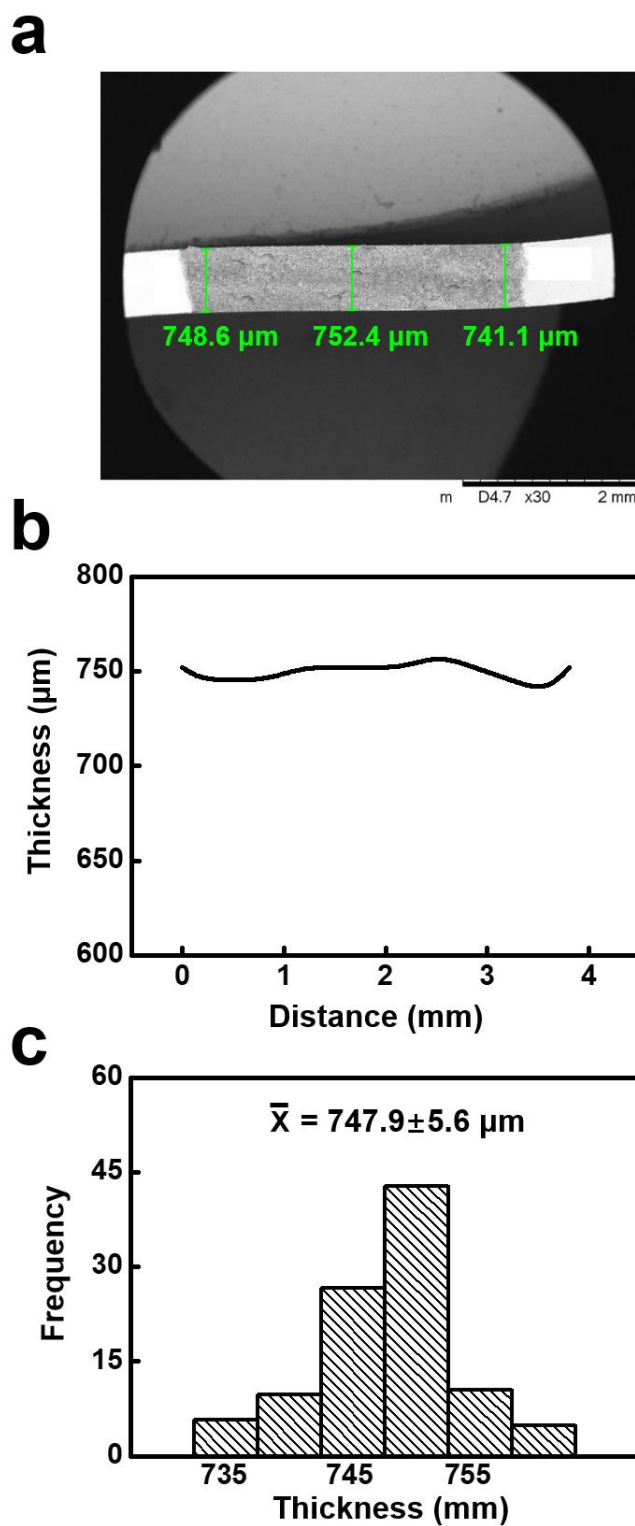 a
748.6 μm 752.4 μm 741.1 μm
m D4.7 x30 2 mm
b
800
750
700
650
600
Thickness (μm)
0 1 2 3 4
Distance (mm)
c
60
45
30
15
0
Frequency
X̄ = 747.9±5.6 μm
735 745 755
Thickness (mm)